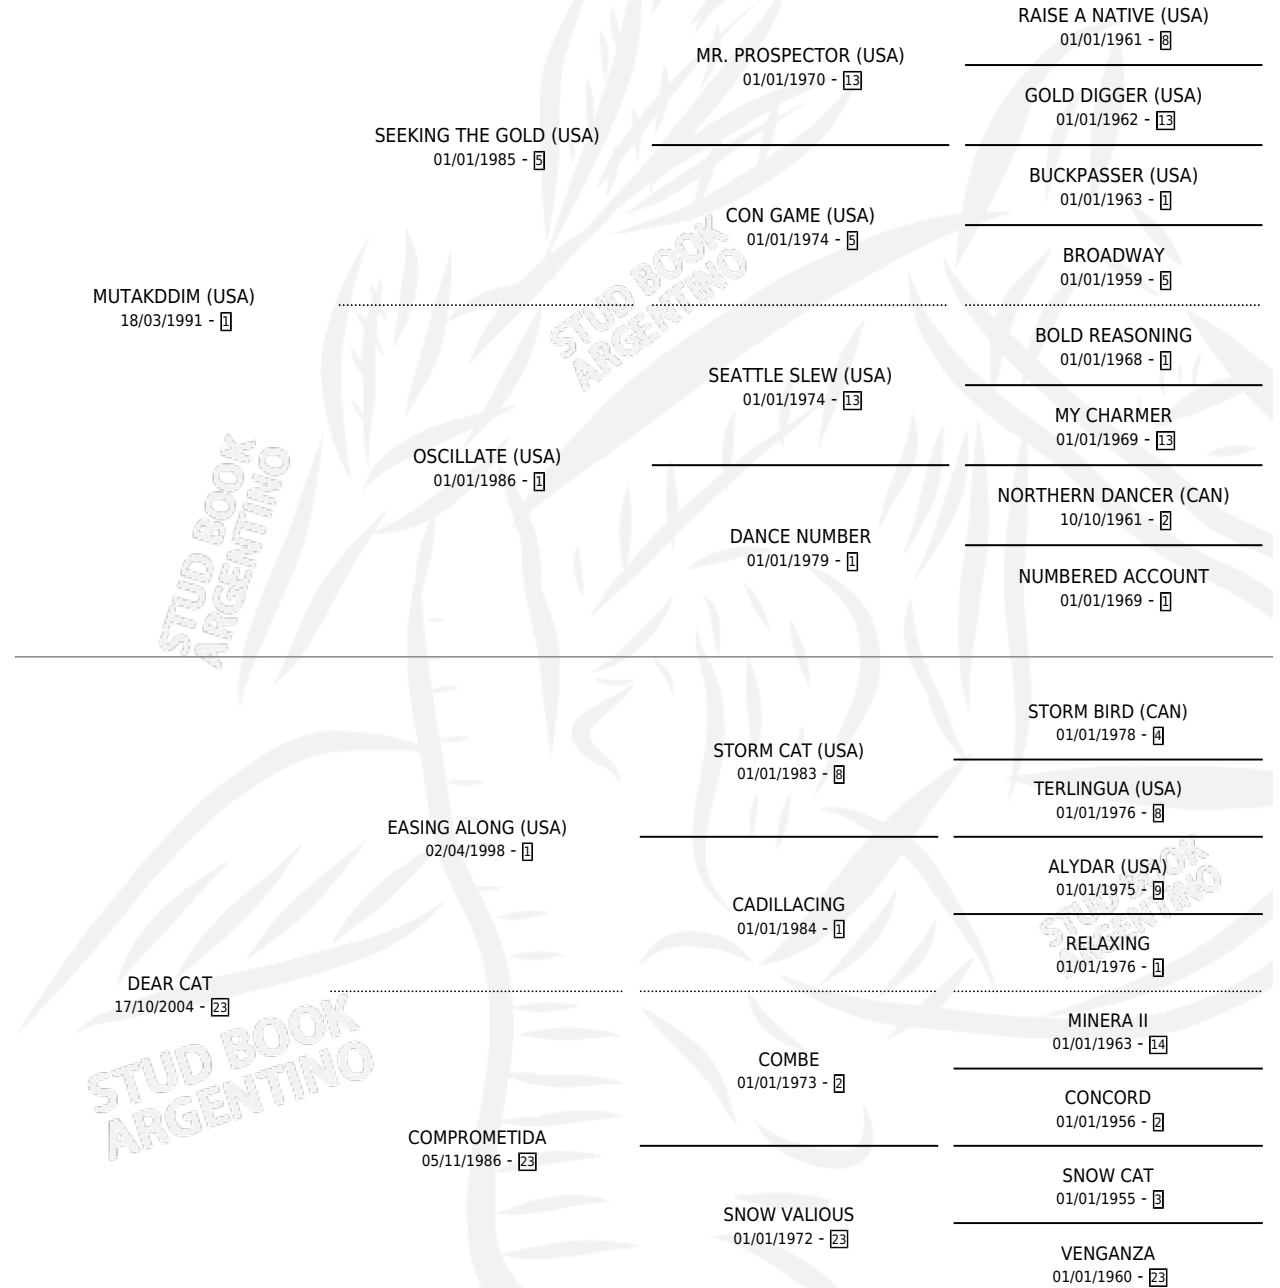 RAISE A NATIVE (USA)
01/01/1961 - 8
MR. PROSPECTOR (USA)
01/01/1970 - 13
GOLD DIGGER (USA)
01/01/1962 - 13
SEEKING THE GOLD (USA)
01/01/1985 - 5
BUCKPASSER (USA)
01/01/1963 - 1
CON GAME (USA)
01/01/1974 - 5
BROADWAY
01/01/1959 - 5
MUTAKDDIM (USA)
18/03/1991 - 1
BOLD REASONING
01/01/1968 - 1
SEATTLE SLEW (USA)
01/01/1974 - 13
MY CHARMER
01/01/1969 - 13
OSCILLATE (USA)
01/01/1986 - 1
NORTHERN DANCER (CAN)
10/10/1961 - 2
DANCE NUMBER
01/01/1979 - 1
NUMBERED ACCOUNT
01/01/1969 - 1
STORM BIRD (CAN)
01/01/1978 - 4
STORM CAT (USA)
01/01/1983 - 8
TERLINGUA (USA)
01/01/1976 - 8
EASING ALONG (USA)
02/04/1998 - 1
ALYDAR (USA)
01/01/1975 - 9
CADILLACING
01/01/1984 - 1
RELAXING
01/01/1976 - 1
DEAR CAT
17/10/2004 - 23
MINERA II
01/01/1963 - 14
COMBE
01/01/1973 - 2
CONCORD
01/01/1956 - 2
COMPROMETIDA
05/11/1986 - 23
SNOW CAT
01/01/1955 - 3
SNOW VALIOUS
01/01/1972 - 23
VENGANZA
01/01/1960 - 23
STUD BOOK
ARGENTINO
STUD BOOK
ARGENTINO
STUD BOOK
ARGENTINO
STUD BOOK
ARGENTINO